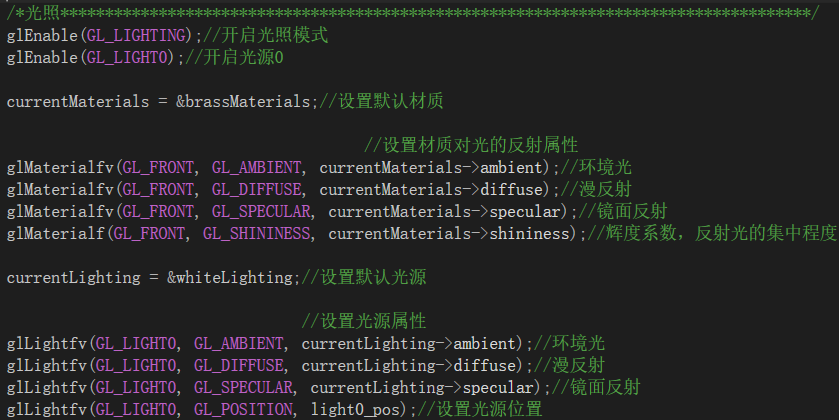 /*光照*************************************************************************************/
glEnable(GL_LIGHTING);//开启光照模式
glEnable(GL_LIGHT0);//开启光源0
currentMaterials = &brassMaterials;//设置默认材质
//设置材质对光的反射属性
glMaterialfv(GL_FRONT, GL_AMBIENT, currentMaterials->ambient);//环境光
glMaterialfv(GL_FRONT, GL_DIFFUSE, currentMaterials->diffuse);//漫反射
glMaterialfv(GL_FRONT, GL_SPECULAR, currentMaterials->specular);//镜面反射
glMaterialf(GL_FRONT, GL_SHININESS, currentMaterials->shininess);//辉度系数，反射光的集中程度
currentLighting = &whiteLighting;//设置默认光源
//设置光源属性
glLightfv(GL_LIGHT0, GL_AMBIENT, currentLighting->ambient);//环境光
glLightfv(GL_LIGHT0, GL_DIFFUSE, currentLighting->diffuse);//漫反射
glLightfv(GL_LIGHT0, GL_SPECULAR, currentLighting->specular);//镜面反射
glLightfv(GL_LIGHT0, GL_POSITION, light0_pos);//设置光源位置